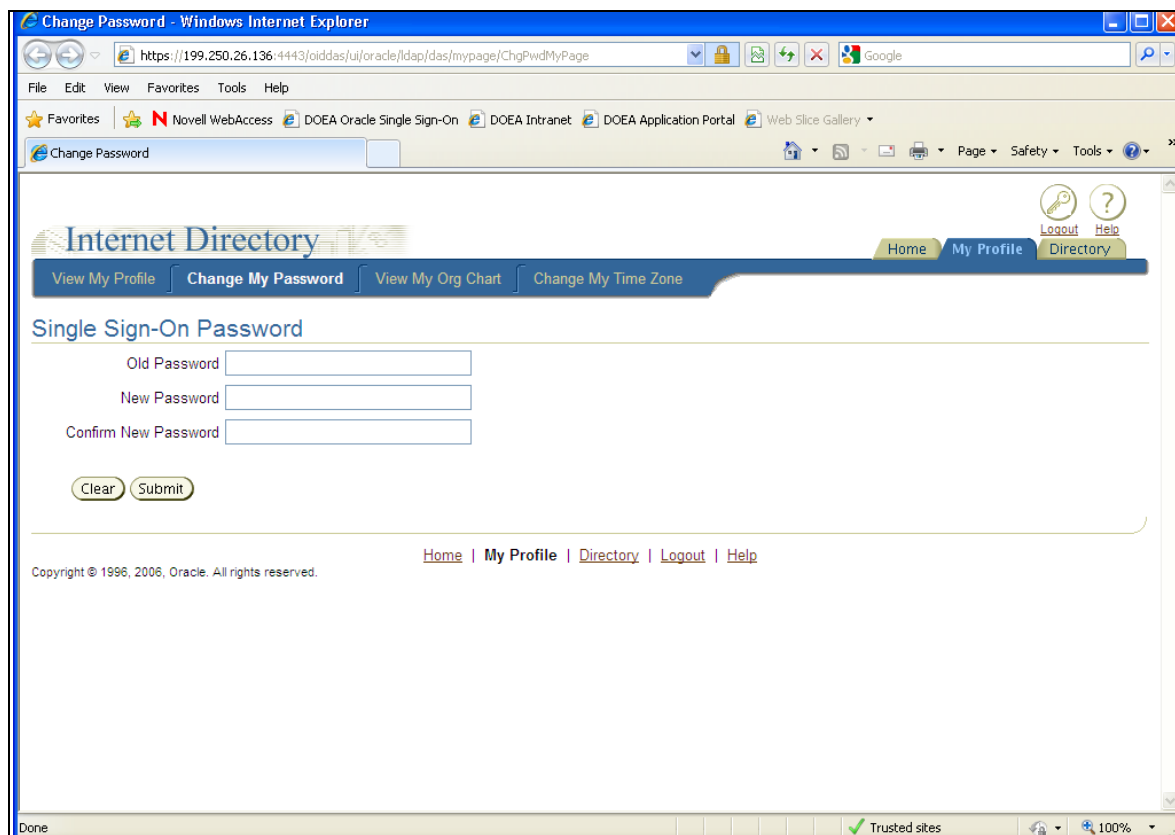 Change Password - Windows Internet Explorer
https://199.250.26.136:4443/oiddas/ui/oracle/ldap/das/mypage/ChgPwdMyPage
Google
File Edit View Favorites Tools Help
Favorites Novell WebAccess DOEA Oracle Single Sign-On DOEA Intranet DOEA Application Portal Web Slice Gallery
Change Password
Page Safety Tools
Internet Directory
Logout Help
Home My Profile Directory
View My Profile Change My Password View My Org Chart Change My Time Zone
Single Sign-On Password
Old Password
New Password
Confirm New Password
Clear Submit
Home | My Profile | Directory | Logout | Help
Copyright © 1996, 2006, Oracle. All rights reserved.
Done Trusted sites 100%